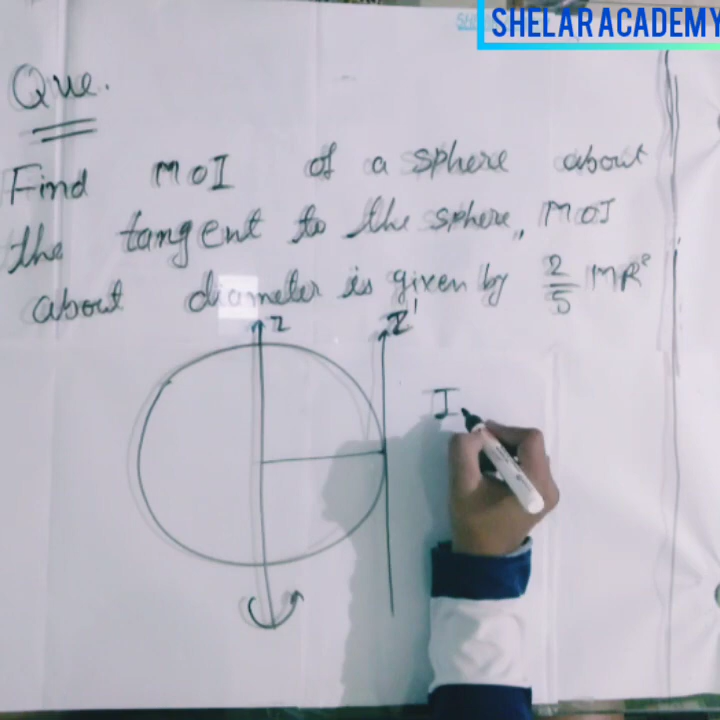 SHELAR ACADEMY
Que.
Find MOI of a sphere about
the tangent to the sphere, MOI
about diameter is given by 2/5 MR²
Z
Z'
I